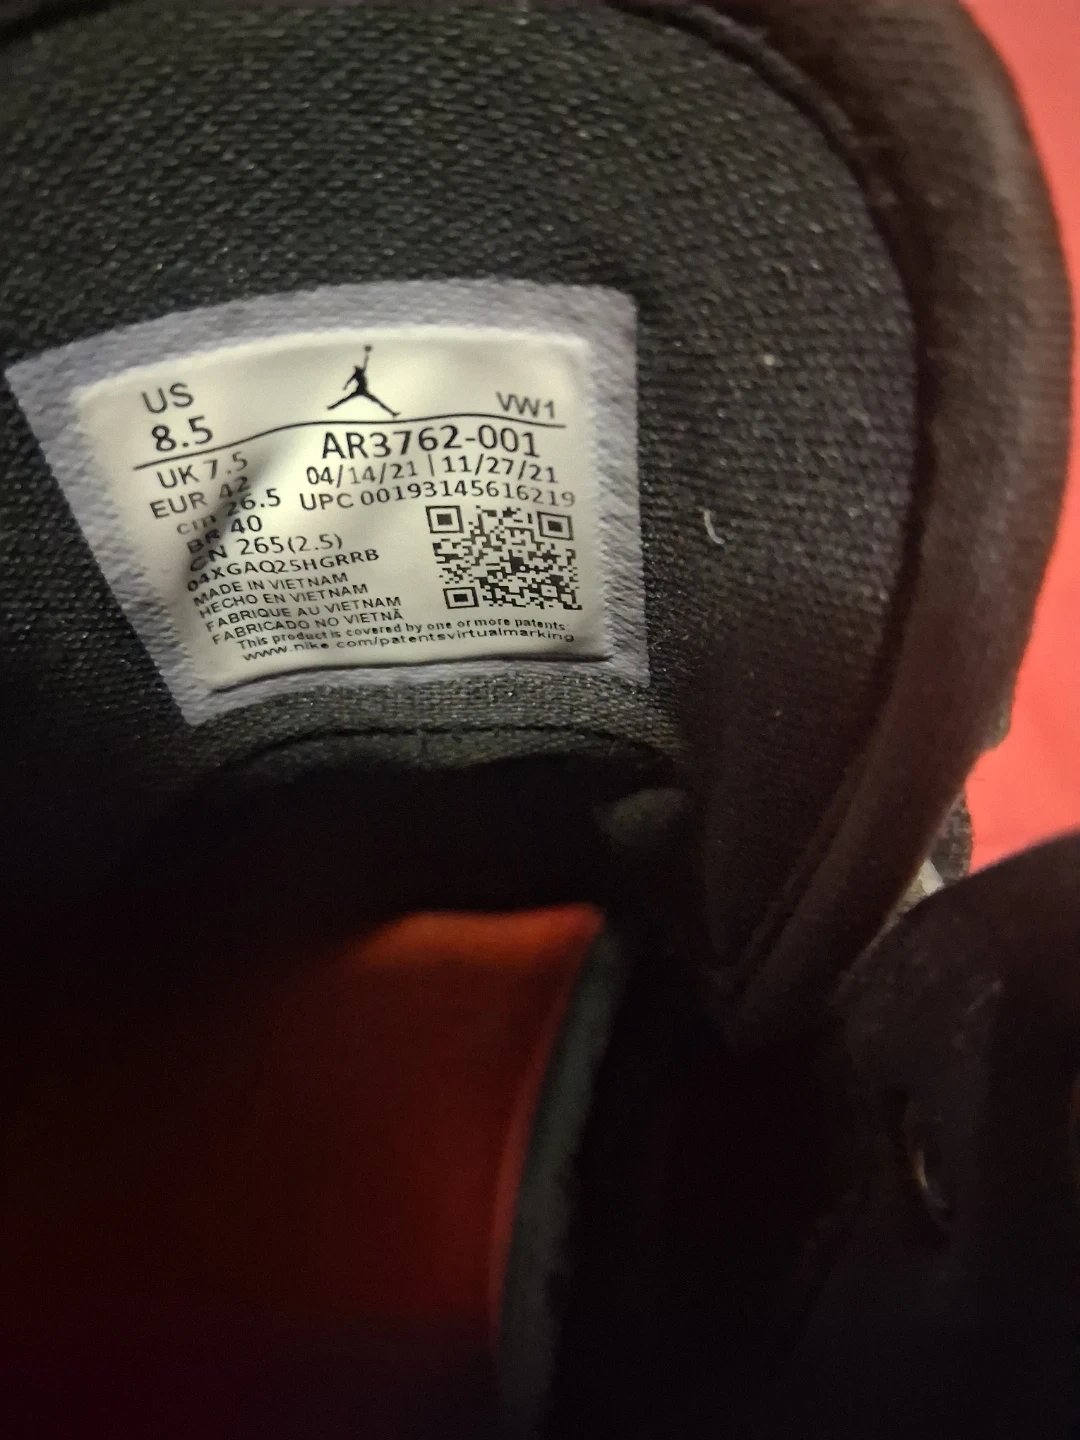 US
8.5
VW1
AR3762-001
UK 7.5
04/14/21 | 11/27/21
EUR 42
UPC 00193145616219
cm 26.5
BR 40
CN 265(2.5)
04XGAQ25HGRRB
MADE IN VIETNAM
HECHO EN VIETNAM
FABRIQUE AU VIETNAM
FABRICADO NO VIETNÃ
This product is covered by one or more patents:
www.nike.com/patentsvirtualmarking